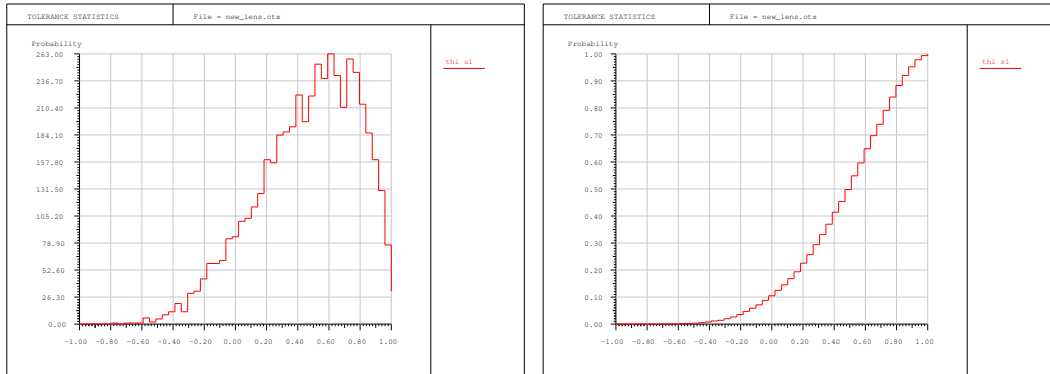 TOLERANCE STATISTICS File = new_lens.otx
Probability
263.00
236.70
210.40
184.10
157.80
131.50
105.20
78.90
52.60
26.30
0.00
-1.00 -0.80 -0.60 -0.40 -0.20 0.00 0.20 0.40 0.60 0.80 1.00
thi s1
TOLERANCE STATISTICS File = new_lens.otx
Probability
1.00
0.90
0.80
0.70
0.60
0.50
0.40
0.30
0.20
0.10
0.00
-1.00 -0.80 -0.60 -0.40 -0.20 0.00 0.20 0.40 0.60 0.80 1.00
thi s1